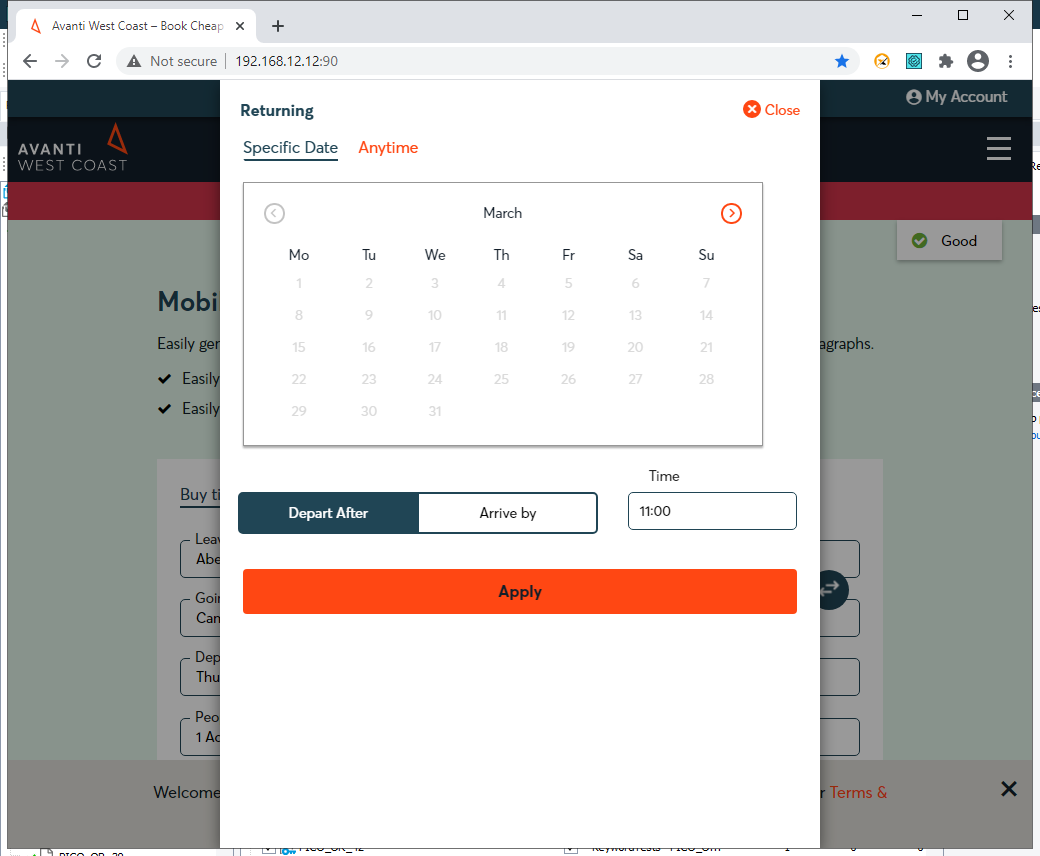 Avanti West Coast – Book Cheap
Not secure
192.168.12.12:90
My Account
AVANTI
WEST COAST
Returning
Close
Specific Date
Anytime
March
Mo Tu We Th Fr Sa Su
1 2 3 4 5 6 7
8 9 10 11 12 13 14
15 16 17 18 19 20 21
22 23 24 25 26 27 28
29 30 31
Good
Mobi
Easily ger
agraphs.
Easily
Easily
Time
Depart After
Arrive by
11:00
Apply
Buy ti
Leav
Abe
Goin
Can
Dep
Thu
Peo
1 Ad
Welcome
r Terms &